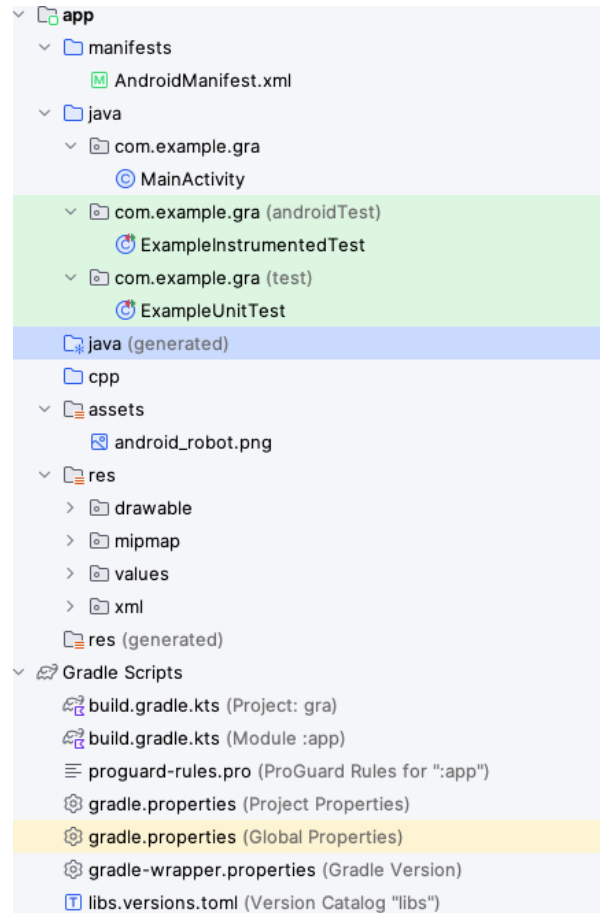 app
manifests
AndroidManifest.xml
java
com.example.gra
MainActivity
com.example.gra (androidTest)
ExampleInstrumentedTest
com.example.gra (test)
ExampleUnitTest
java (generated)
cpp
assets
android_robot.png
res
drawable
mipmap
values
xml
res (generated)
Gradle Scripts
build.gradle.kts (Project: gra)
build.gradle.kts (Module :app)
proguard-rules.pro (ProGuard Rules for ":app")
gradle.properties (Project Properties)
gradle.properties (Global Properties)
gradle-wrapper.properties (Gradle Version)
libs.versions.toml (Version Catalog "libs")